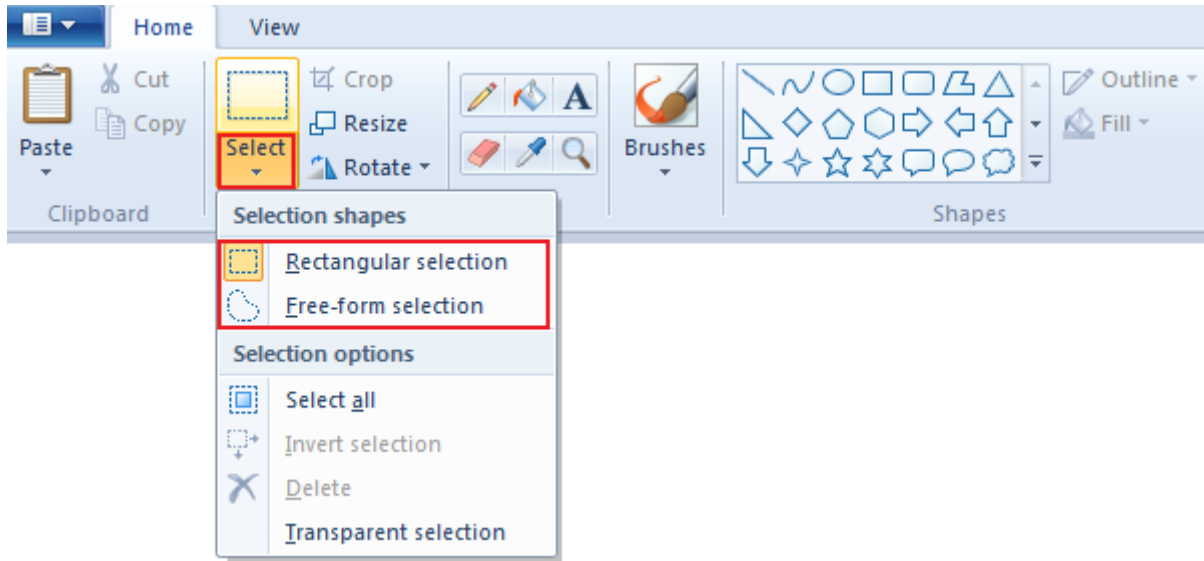 Home View
Cut Crop Outline
Copy Resize A Fill
Paste Select Rotate Brushes
Clipboard Shapes
Selection shapes
Rectangular selection
Free-form selection
Selection options
Select all
Invert selection
Delete
Transparent selection